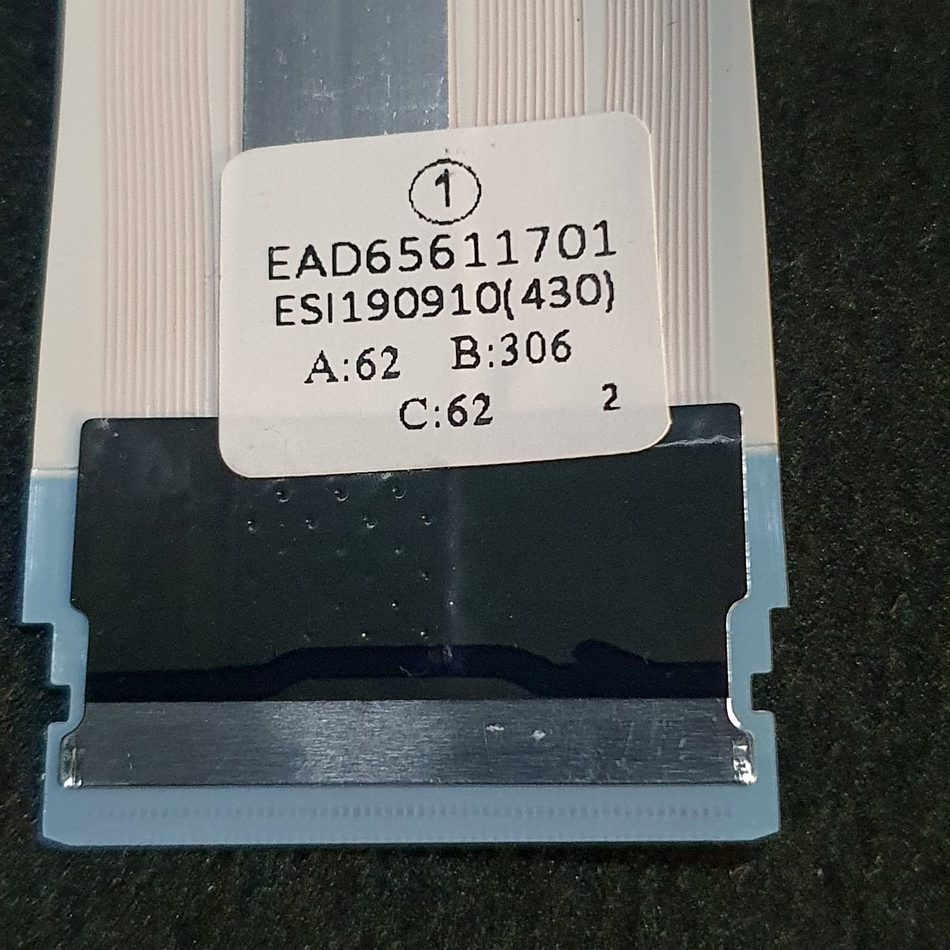 1
EAD65611701
ESI190910(430)
A:62 B:306
C:62 2